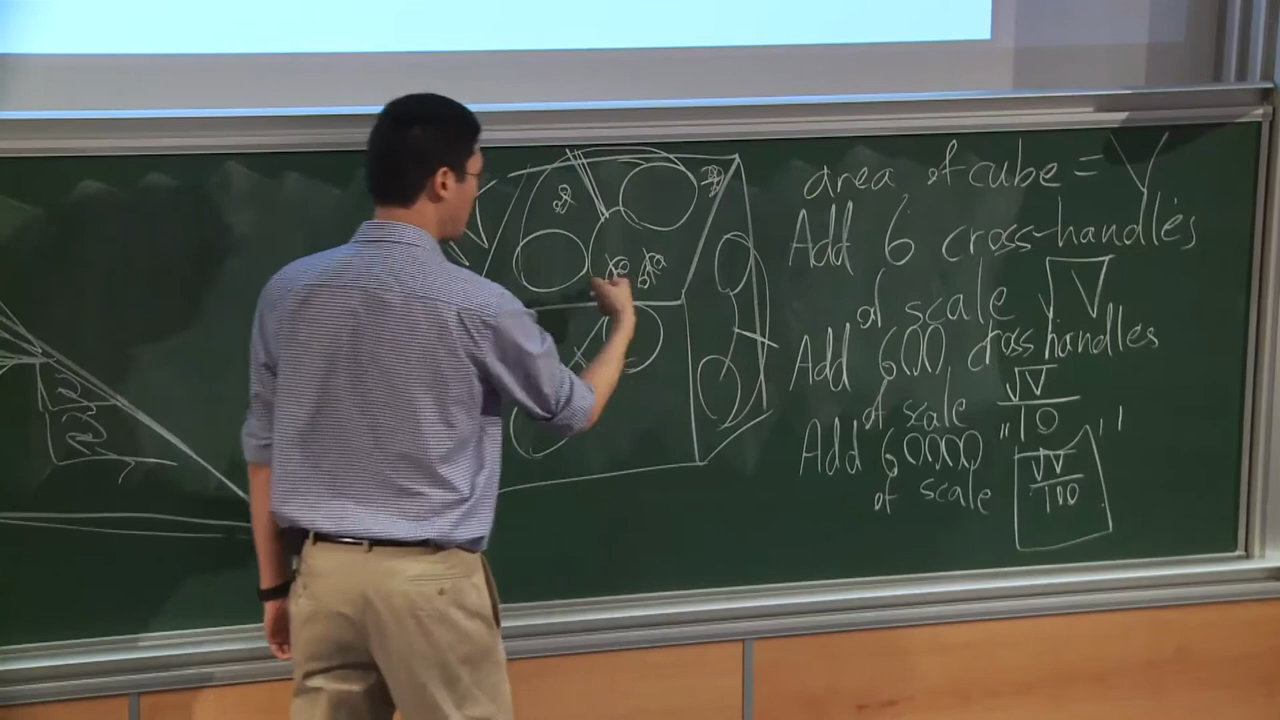 area of cube = V
Add 6 cross-handles
of scale √V
Add 600 cross handles
of scale √V/10
Add 60000 " "
of scale √V/100